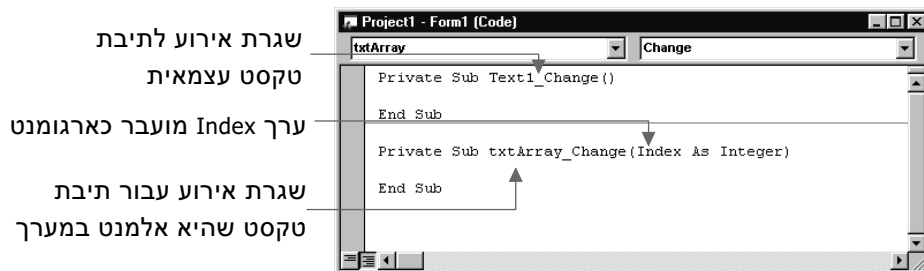 Project1 - Form1 (Code)
txtArray
Change
שגרת אירוע לתיבת
טקסט עצמאית
Private Sub Text1_Change()
End Sub
ערך Index מועבר כארגומנט
Private Sub txtArray_Change(Index As Integer)
End Sub
שגרת אירוע עבור תיבת
טקסט שהיא אלמנט במערך